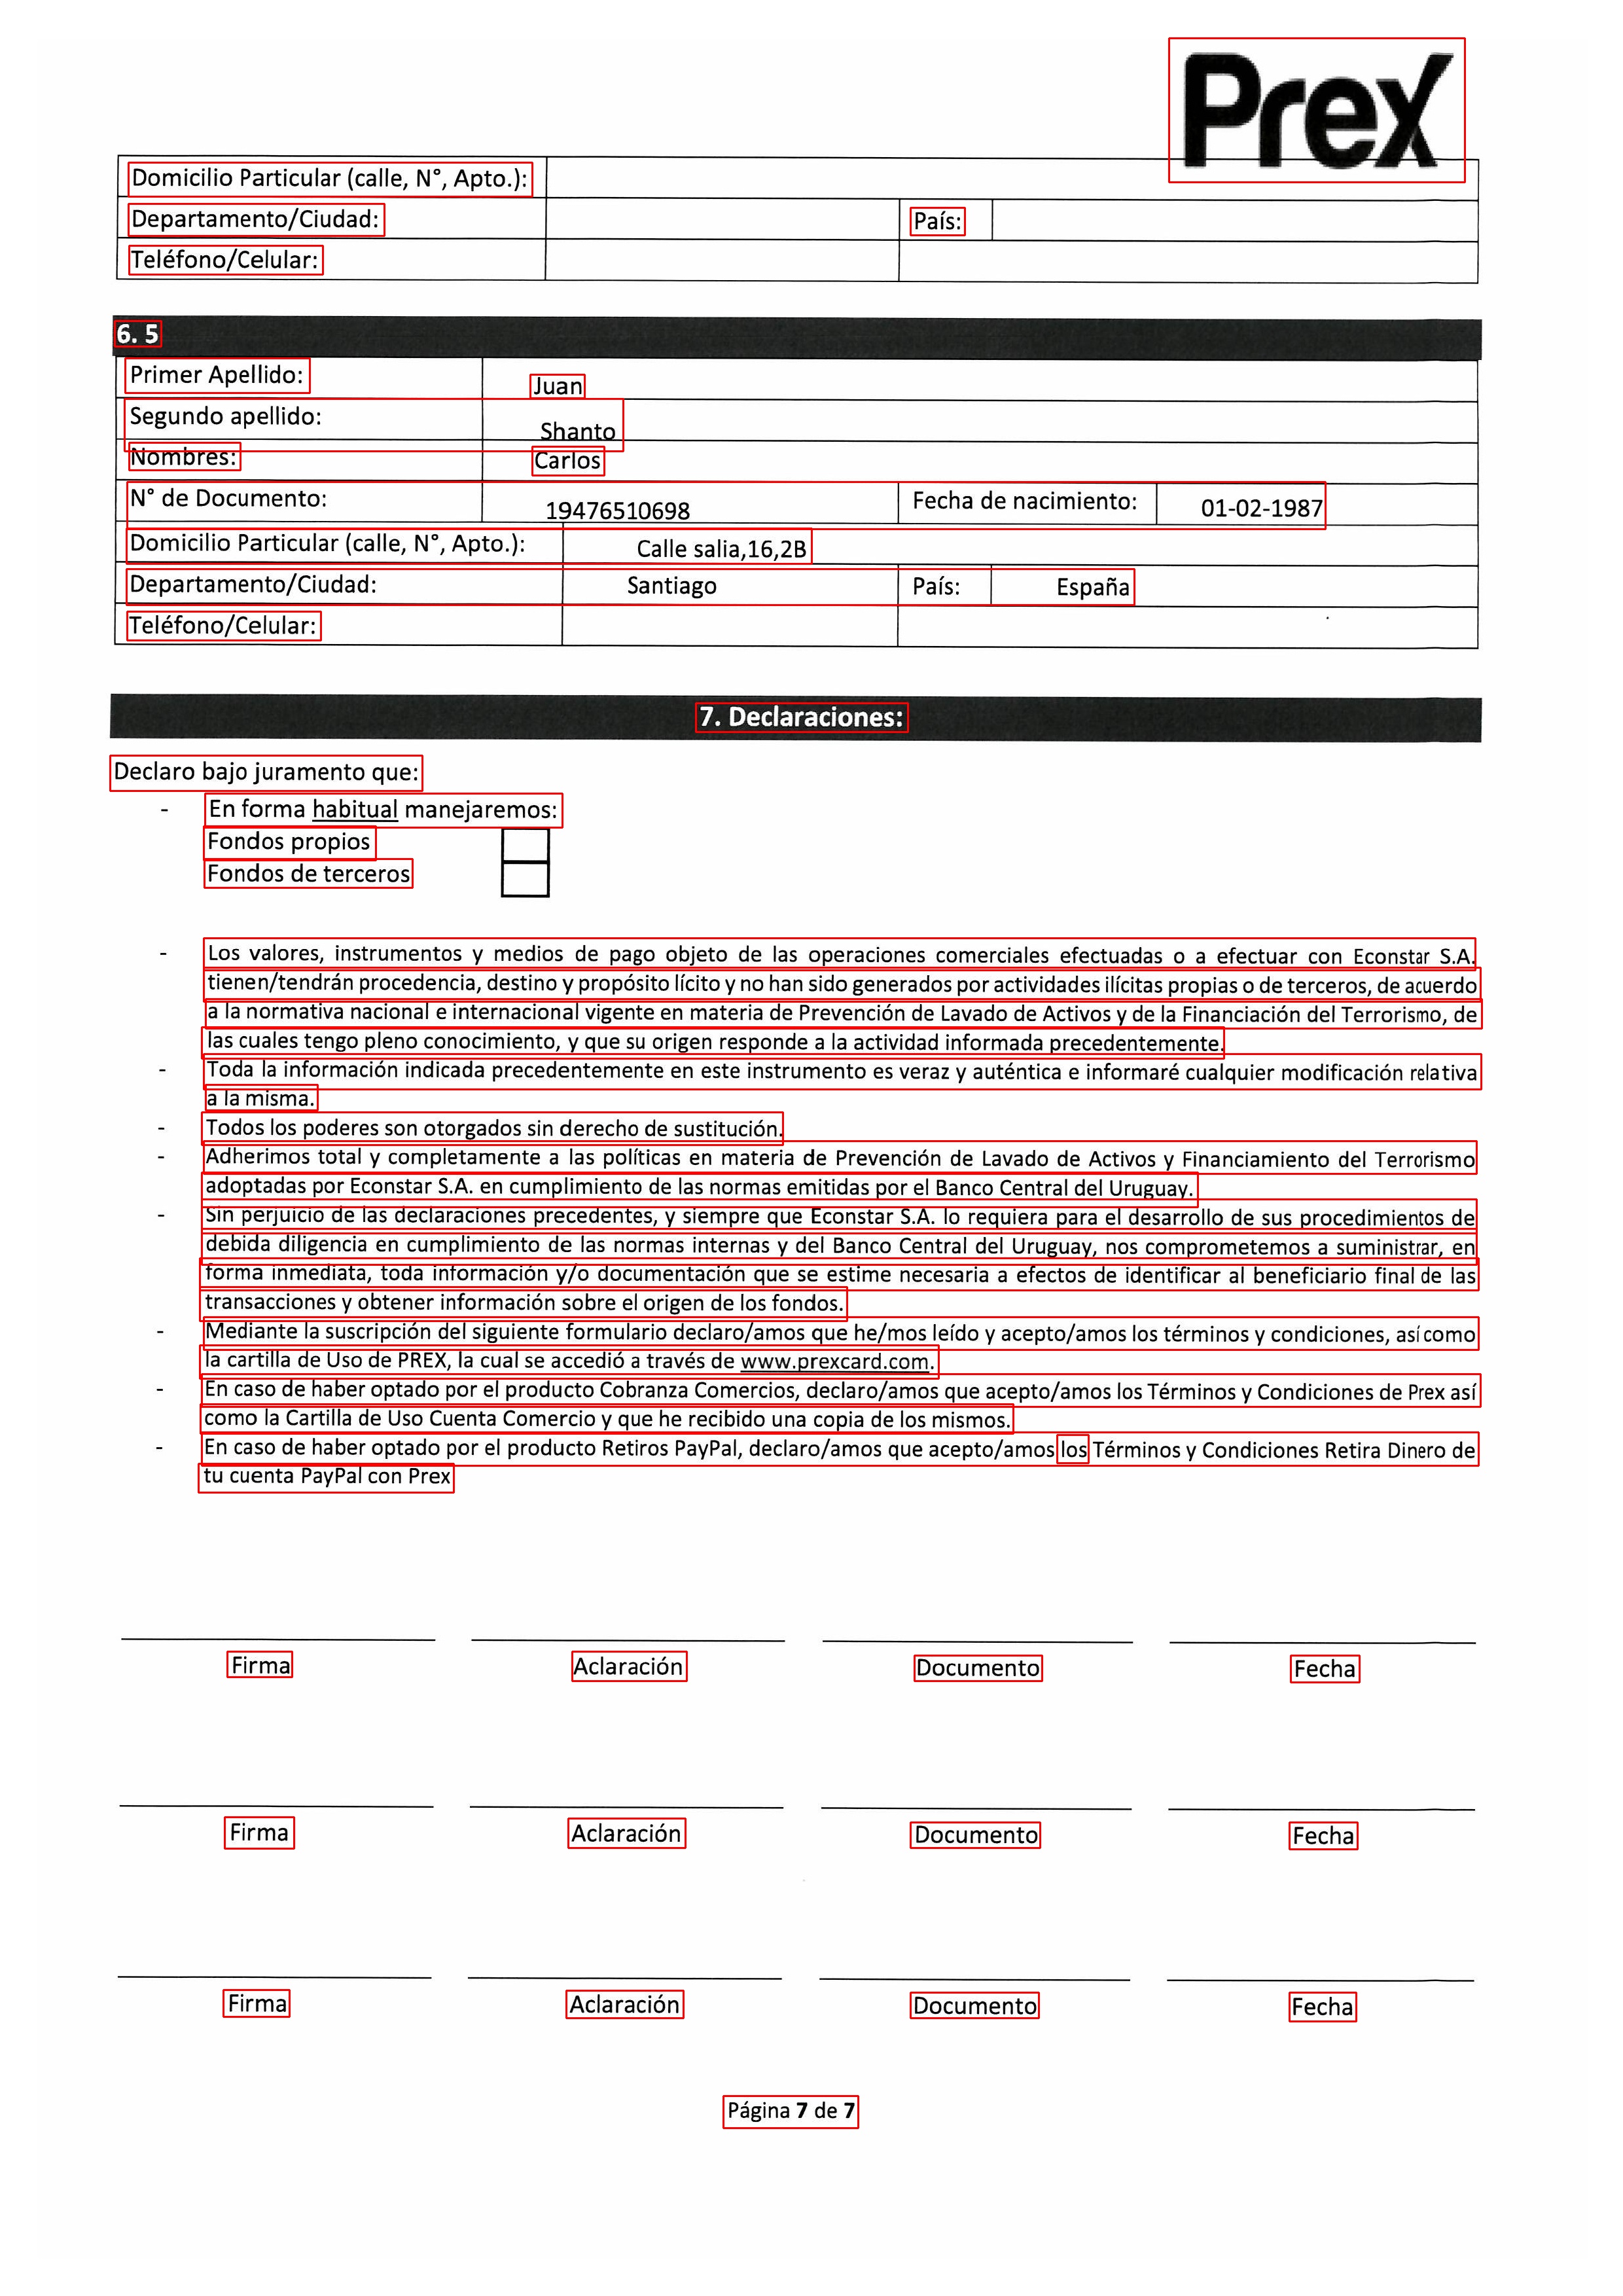 Prex
Domicilio Particular (calle, N°, Apto.):
Departamento/Ciudad: País:
Teléfono/Celular:
6. 5
Primer Apellido: Juan
Segundo apellido: Shanto
Nombres: Carlos
N° de Documento: 19476510698 Fecha de nacimiento: 01-02-1987
Domicilio Particular (calle, N°, Apto.): Calle salia,16,2B
Departamento/Ciudad: Santiago País: España
Teléfono/Celular:
7. Declaraciones:
Declaro bajo juramento que:
- En forma habitual manejaremos:
Fondos propios
Fondos de terceros
- Los valores, instrumentos y medios de pago objeto de las operaciones comerciales efectuadas o a efectuar con Econstar S.A.
tienen/tendrán procedencia, destino y propósito lícito y no han sido generados por actividades ilícitas propias o de terceros, de acuerdo
a la normativa nacional e internacional vigente en materia de Prevención de Lavado de Activos y de la Financiación del Terrorismo, de
las cuales tengo pleno conocimiento, y que su origen responde a la actividad informada precedentemente.
- Toda la información indicada precedentemente en este instrumento es veraz y auténtica e informaré cualquier modificación relativa
a la misma.
- Todos los poderes son otorgados sin derecho de sustitución.
- Adherimos total y completamente a las políticas en materia de Prevención de Lavado de Activos y Financiamiento del Terrorismo
adoptadas por Econstar S.A. en cumplimiento de las normas emitidas por el Banco Central del Uruguay.
- Sin perjuicio de las declaraciones precedentes, y siempre que Econstar S.A. lo requiera para el desarrollo de sus procedimientos de
debida diligencia en cumplimiento de las normas internas y del Banco Central del Uruguay, nos comprometemos a suministrar, en
forma inmediata, toda información y/o documentación que se estime necesaria a efectos de identificar al beneficiario final de las
transacciones y obtener información sobre el origen de los fondos.
- Mediante la suscripción del siguiente formulario declaro/amos que he/mos leído y acepto/amos los términos y condiciones, así como
la cartilla de Uso de PREX, la cual se accedió a través de www.prexcard.com.
- En caso de haber optado por el producto Cobranza Comercios, declaro/amos que acepto/amos los Términos y Condiciones de Prex así
como la Cartilla de Uso Cuenta Comercio y que he recibido una copia de los mismos.
- En caso de haber optado por el producto Retiros PayPal, declaro/amos que acepto/amos los Términos y Condiciones Retira Dinero de
tu cuenta PayPal con Prex
Firma Aclaración Documento Fecha
Firma Aclaración Documento Fecha
Firma Aclaración Documento Fecha
Página 7 de 7